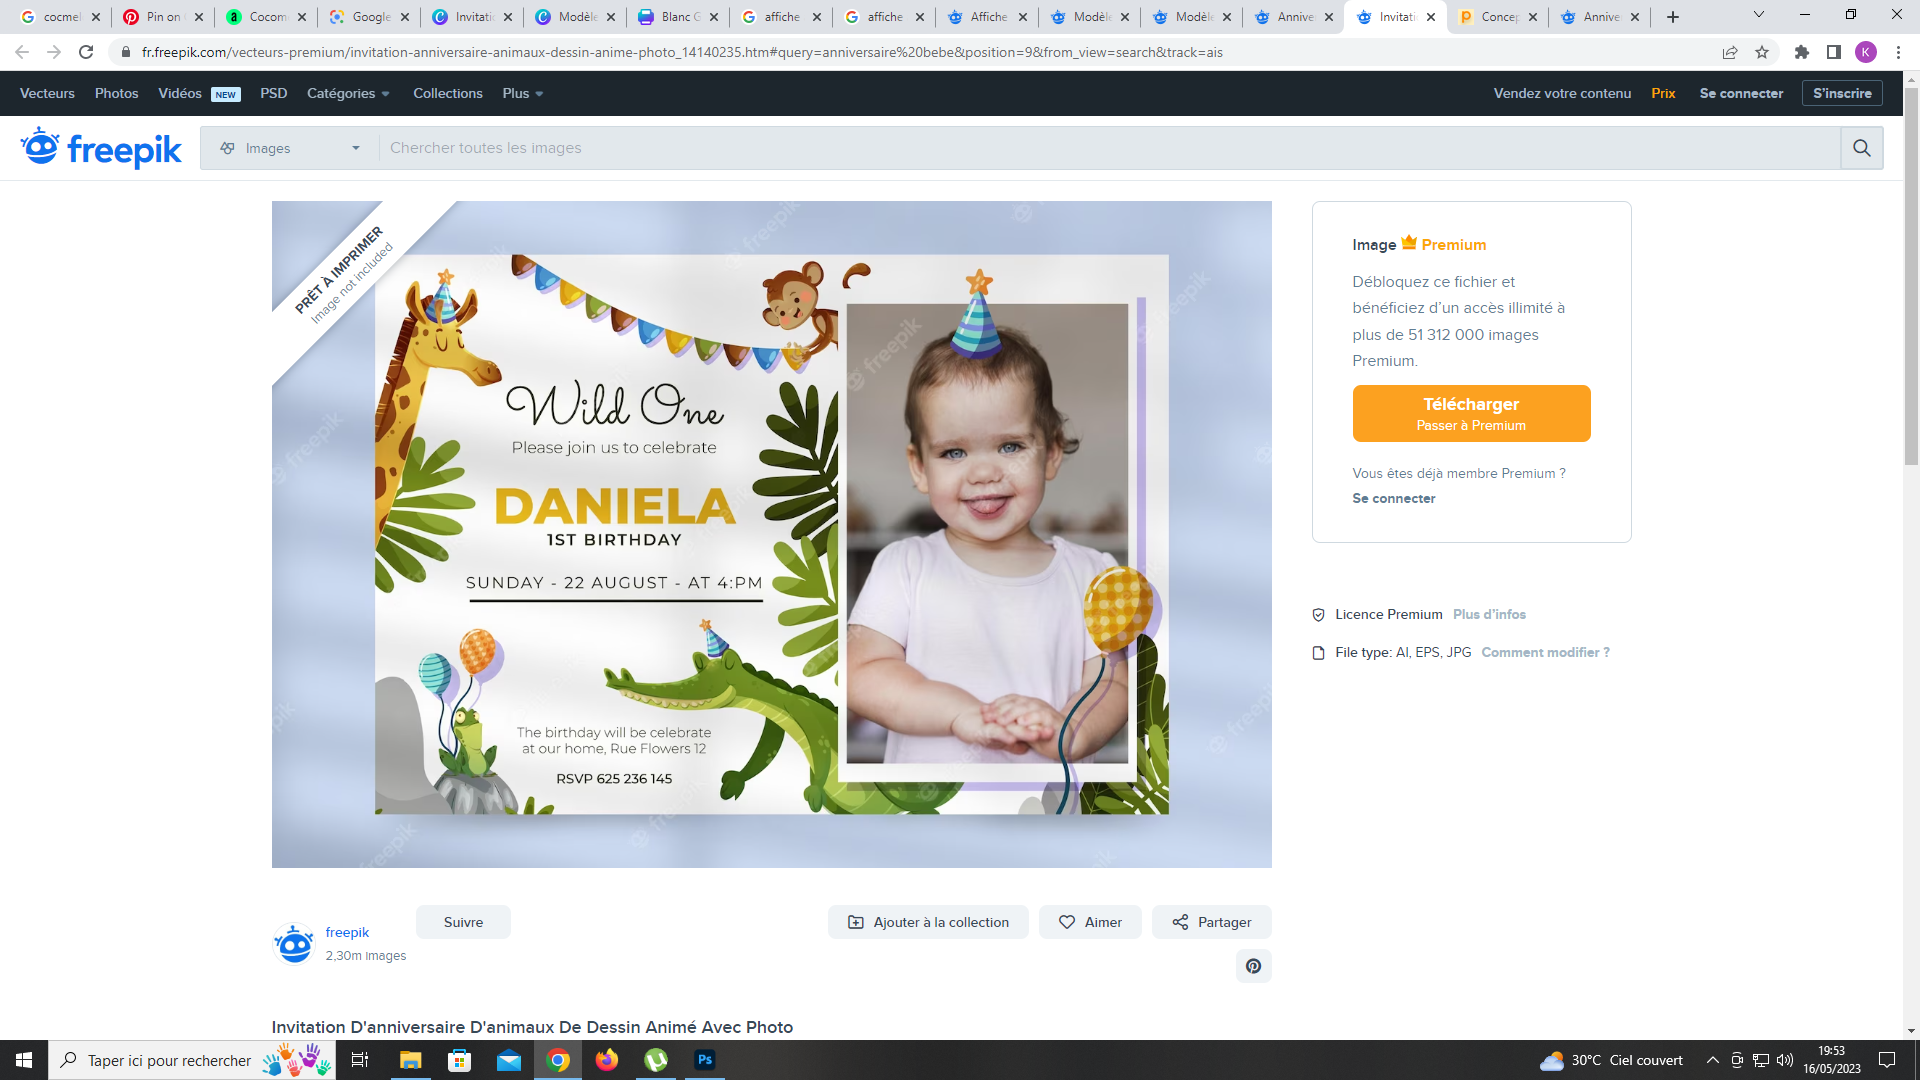 cocmel
Pin on
Cocom
Google
Invitati
Modèle
Blanc G
affiche
affiche
Affiche
Modèle
Modèle
Annive
Invitati
Concep
Annive
fr.freepik.com/vecteurs-premium/invitation-anniversaire-animaux-dessin-anime-photo_14140235.htm#query=anniversaire%20bebe&position=9&from_view=search&track=ais
K
Vecteurs Photos Vidéos NEW PSD Catégories Collections Plus
Vendez votre contenu Prix Se connecter S'inscrire
freepik
Images
Chercher toutes les images
PRÊT À IMPRIMER
Image not included
Wild One
Please join us to celebrate
DANIELA
1ST BIRTHDAY
SUNDAY - 22 AUGUST - AT 4:PM
The birthday will be celebrate
at our home, Rue Flowers 12
RSVP 625 236 145
freepik
Image Premium
Débloquez ce fichier et
bénéficiez d'un accès illimité à
plus de 51 312 000 images
Premium.
Télécharger
Passer à Premium
Vous êtes déjà membre Premium ?
Se connecter
Licence Premium Plus d'infos
File type: AI, EPS, JPG Comment modifier ?
freepik
2,30m images
Suivre
Ajouter à la collection
Aimer
Partager
Invitation D'anniversaire D'animaux De Dessin Animé Avec Photo
Taper ici pour rechercher
Ps
30°C Ciel couvert
19:53
16/05/2023